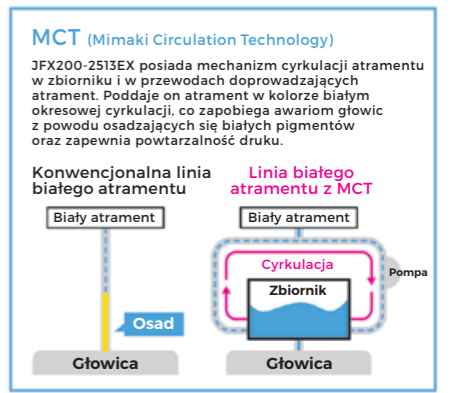 MCT (Mimaki Circulation Technology)
JFX200-2513EX posiada mechanizm cyrkulacji atramentu
w zbiorniku i w przewodach doprowadzających
atrament. Poddaje on atrament w kolorze białym
okresowej cyrkulacji, co zapobiega awariom głowic
z powodu osadzających się białych pigmentów
oraz zapewnia powtarzalność druku.
Konwencjonalna linia
białego atramentu
Biały atrament
Osad
Głowica
Linia białego
atramentu z MCT
Biały atrament
Cyrkulacja
Pompa
Zbiornik
Głowica